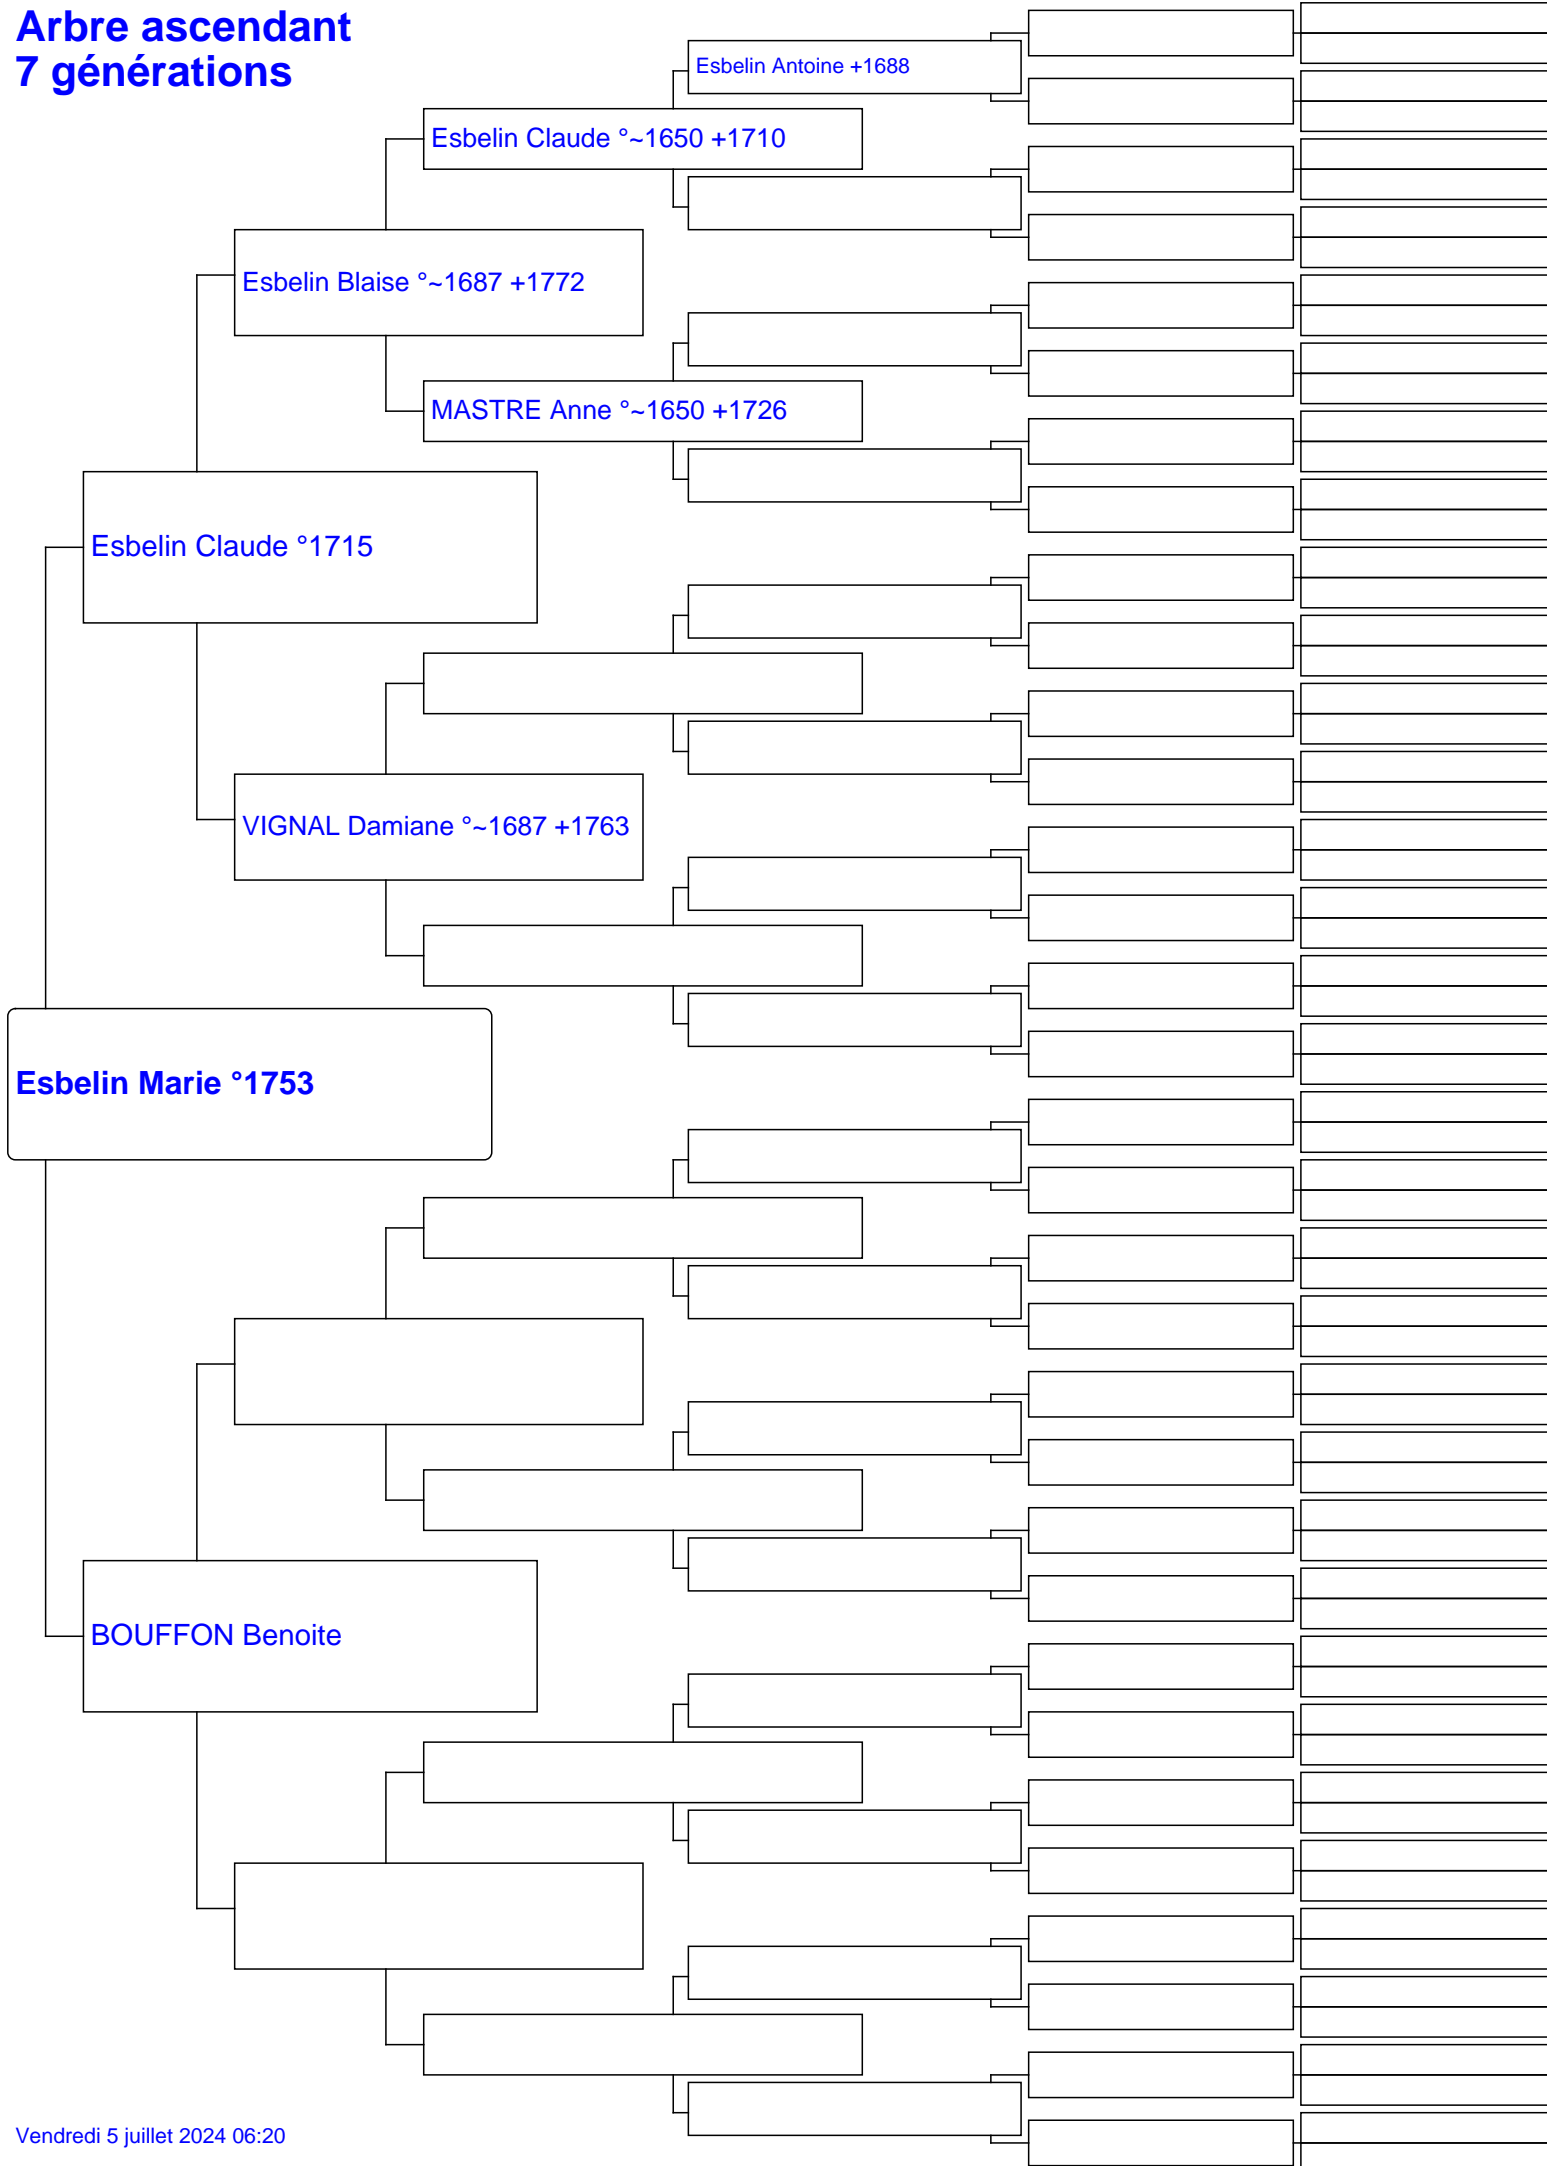 Arbre ascendant
7 générations
Esbelin Antoine +1688
Esbelin Claude °~1650 +1710
Esbelin Blaise °~1687 +1772
MASTRE Anne °~1650 +1726
Esbelin Claude °1715
VIGNAL Damiane °~1687 +1763
Esbelin Marie °1753
BOUFFON Benoite
Vendredi 5 juillet 2024 06:20